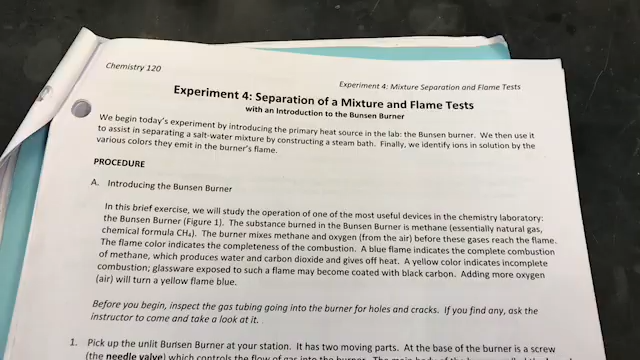 Chemistry 120
Experiment 4: Mixture Separation and Flame Tests
Experiment 4: Separation of a Mixture and Flame Tests
with an Introduction to the Bunsen Burner
We begin today's experiment by introducing the primary heat source in the lab: the Bunsen burner. We then use it
to assist in separating a salt-water mixture by constructing a steam bath. Finally, we identify ions in solution by the
various colors they emit in the burner's flame.
PROCEDURE
A. Introducing the Bunsen Burner
In this brief exercise, we will study the operation of one of the most useful devices in the chemistry laboratory:
the Bunsen Burner (Figure 1). The substance burned in the Bunsen Burner is methane (essentially natural gas,
chemical formula CH₄). The burner mixes methane and oxygen (from the air) before these gases reach the flame.
The flame color indicates the completeness of the combustion. A blue flame indicates the complete combustion
of methane, which produces water and carbon dioxide and gives off heat. A yellow color indicates incomplete
combustion; glassware exposed to such a flame may become coated with black carbon. Adding more oxygen
(air) will turn a yellow flame blue.
Before you begin, inspect the gas tubing going into the burner for holes and cracks. If you find any, ask the
instructor to come and take a look at it.
1. Pick up the unlit Bunsen Burner at your station. It has two moving parts. At the base of the burner is a screw
(the needle valve) which controls the flow of gas into the burner. The main body of the burner